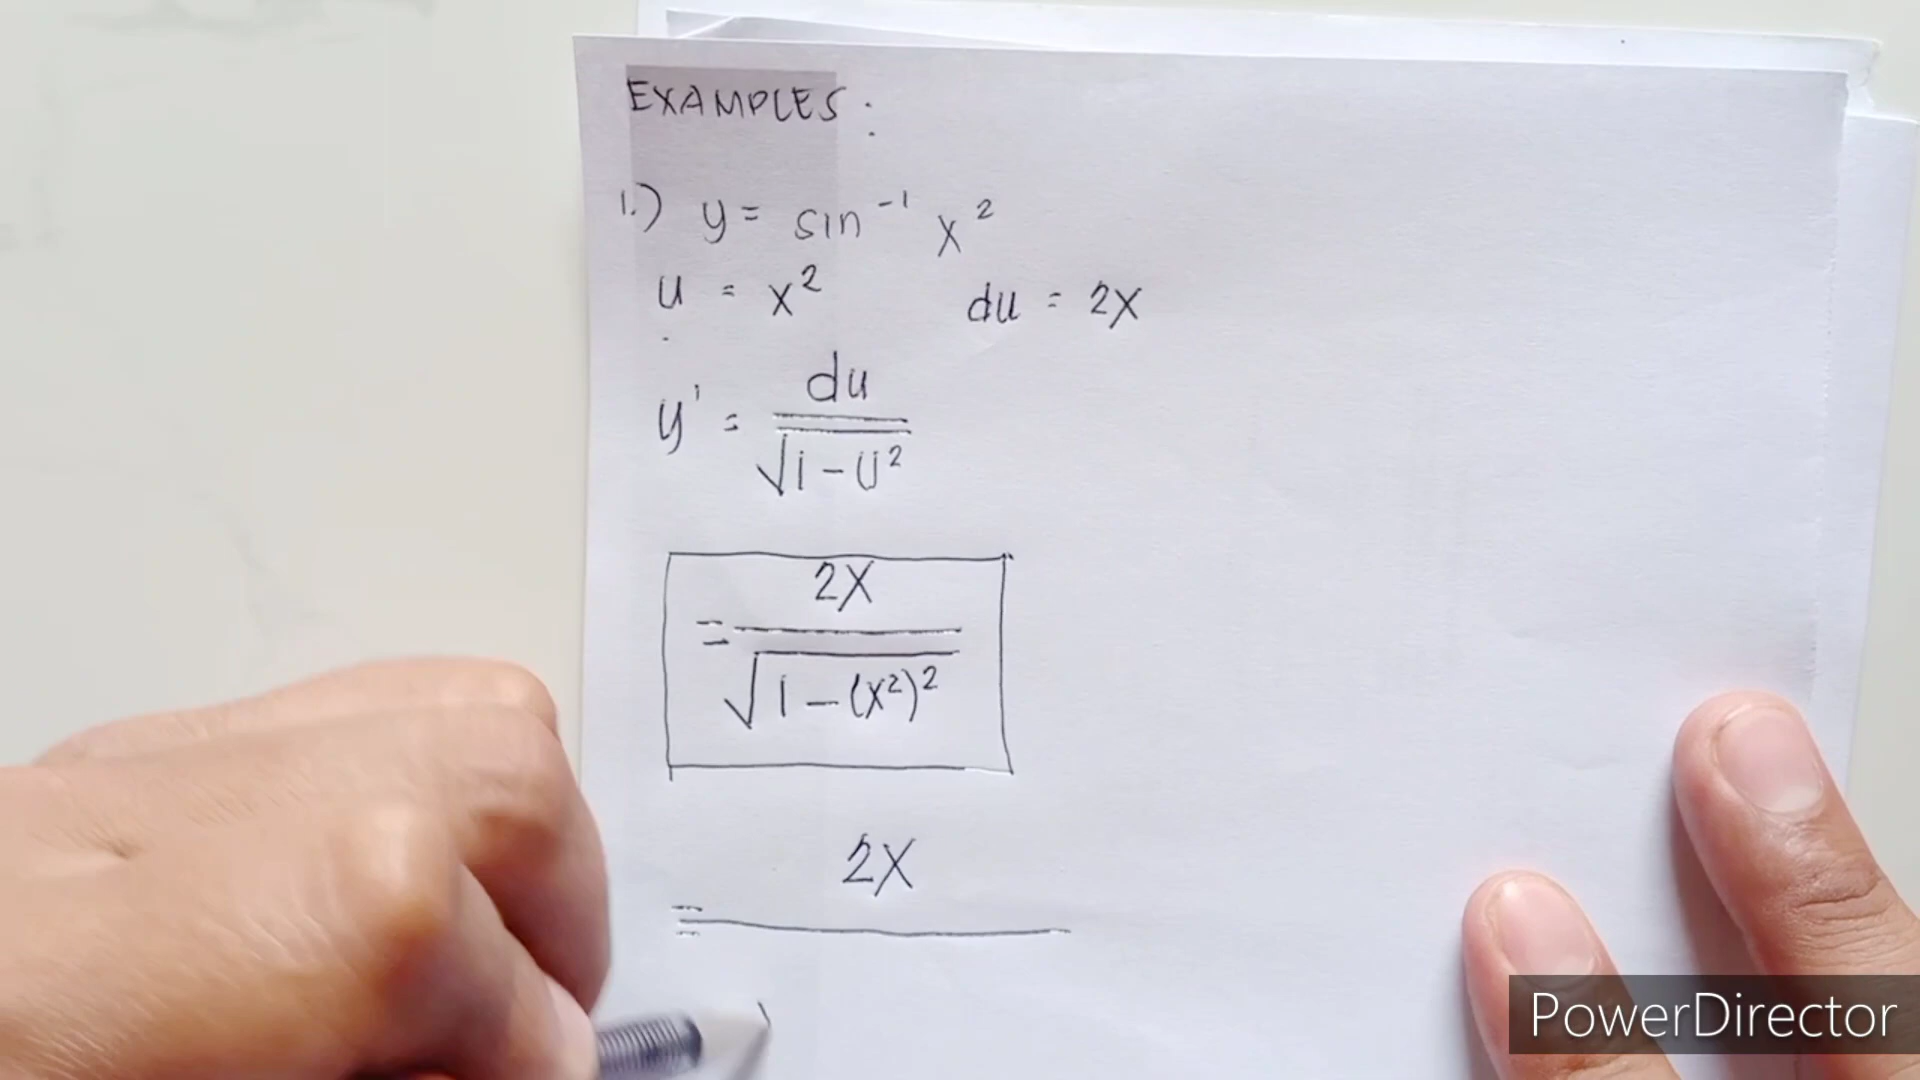 EXAMPLES:
1.) y = sin⁻¹ x²
u = x² du = 2x
y' = du
√1-u²
= 2x
√1-(x²)²
2x
=
PowerDirector